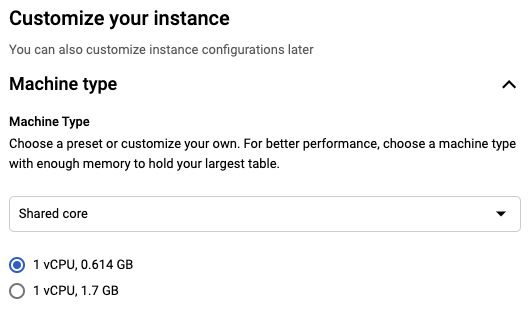 Customize your instance
You can also customize instance configurations later
Machine type
Machine Type
Choose a preset or customize your own. For better performance, choose a machine type
with enough memory to hold your largest table.
Shared core
1 vCPU, 0.614 GB
1 vCPU, 1.7 GB